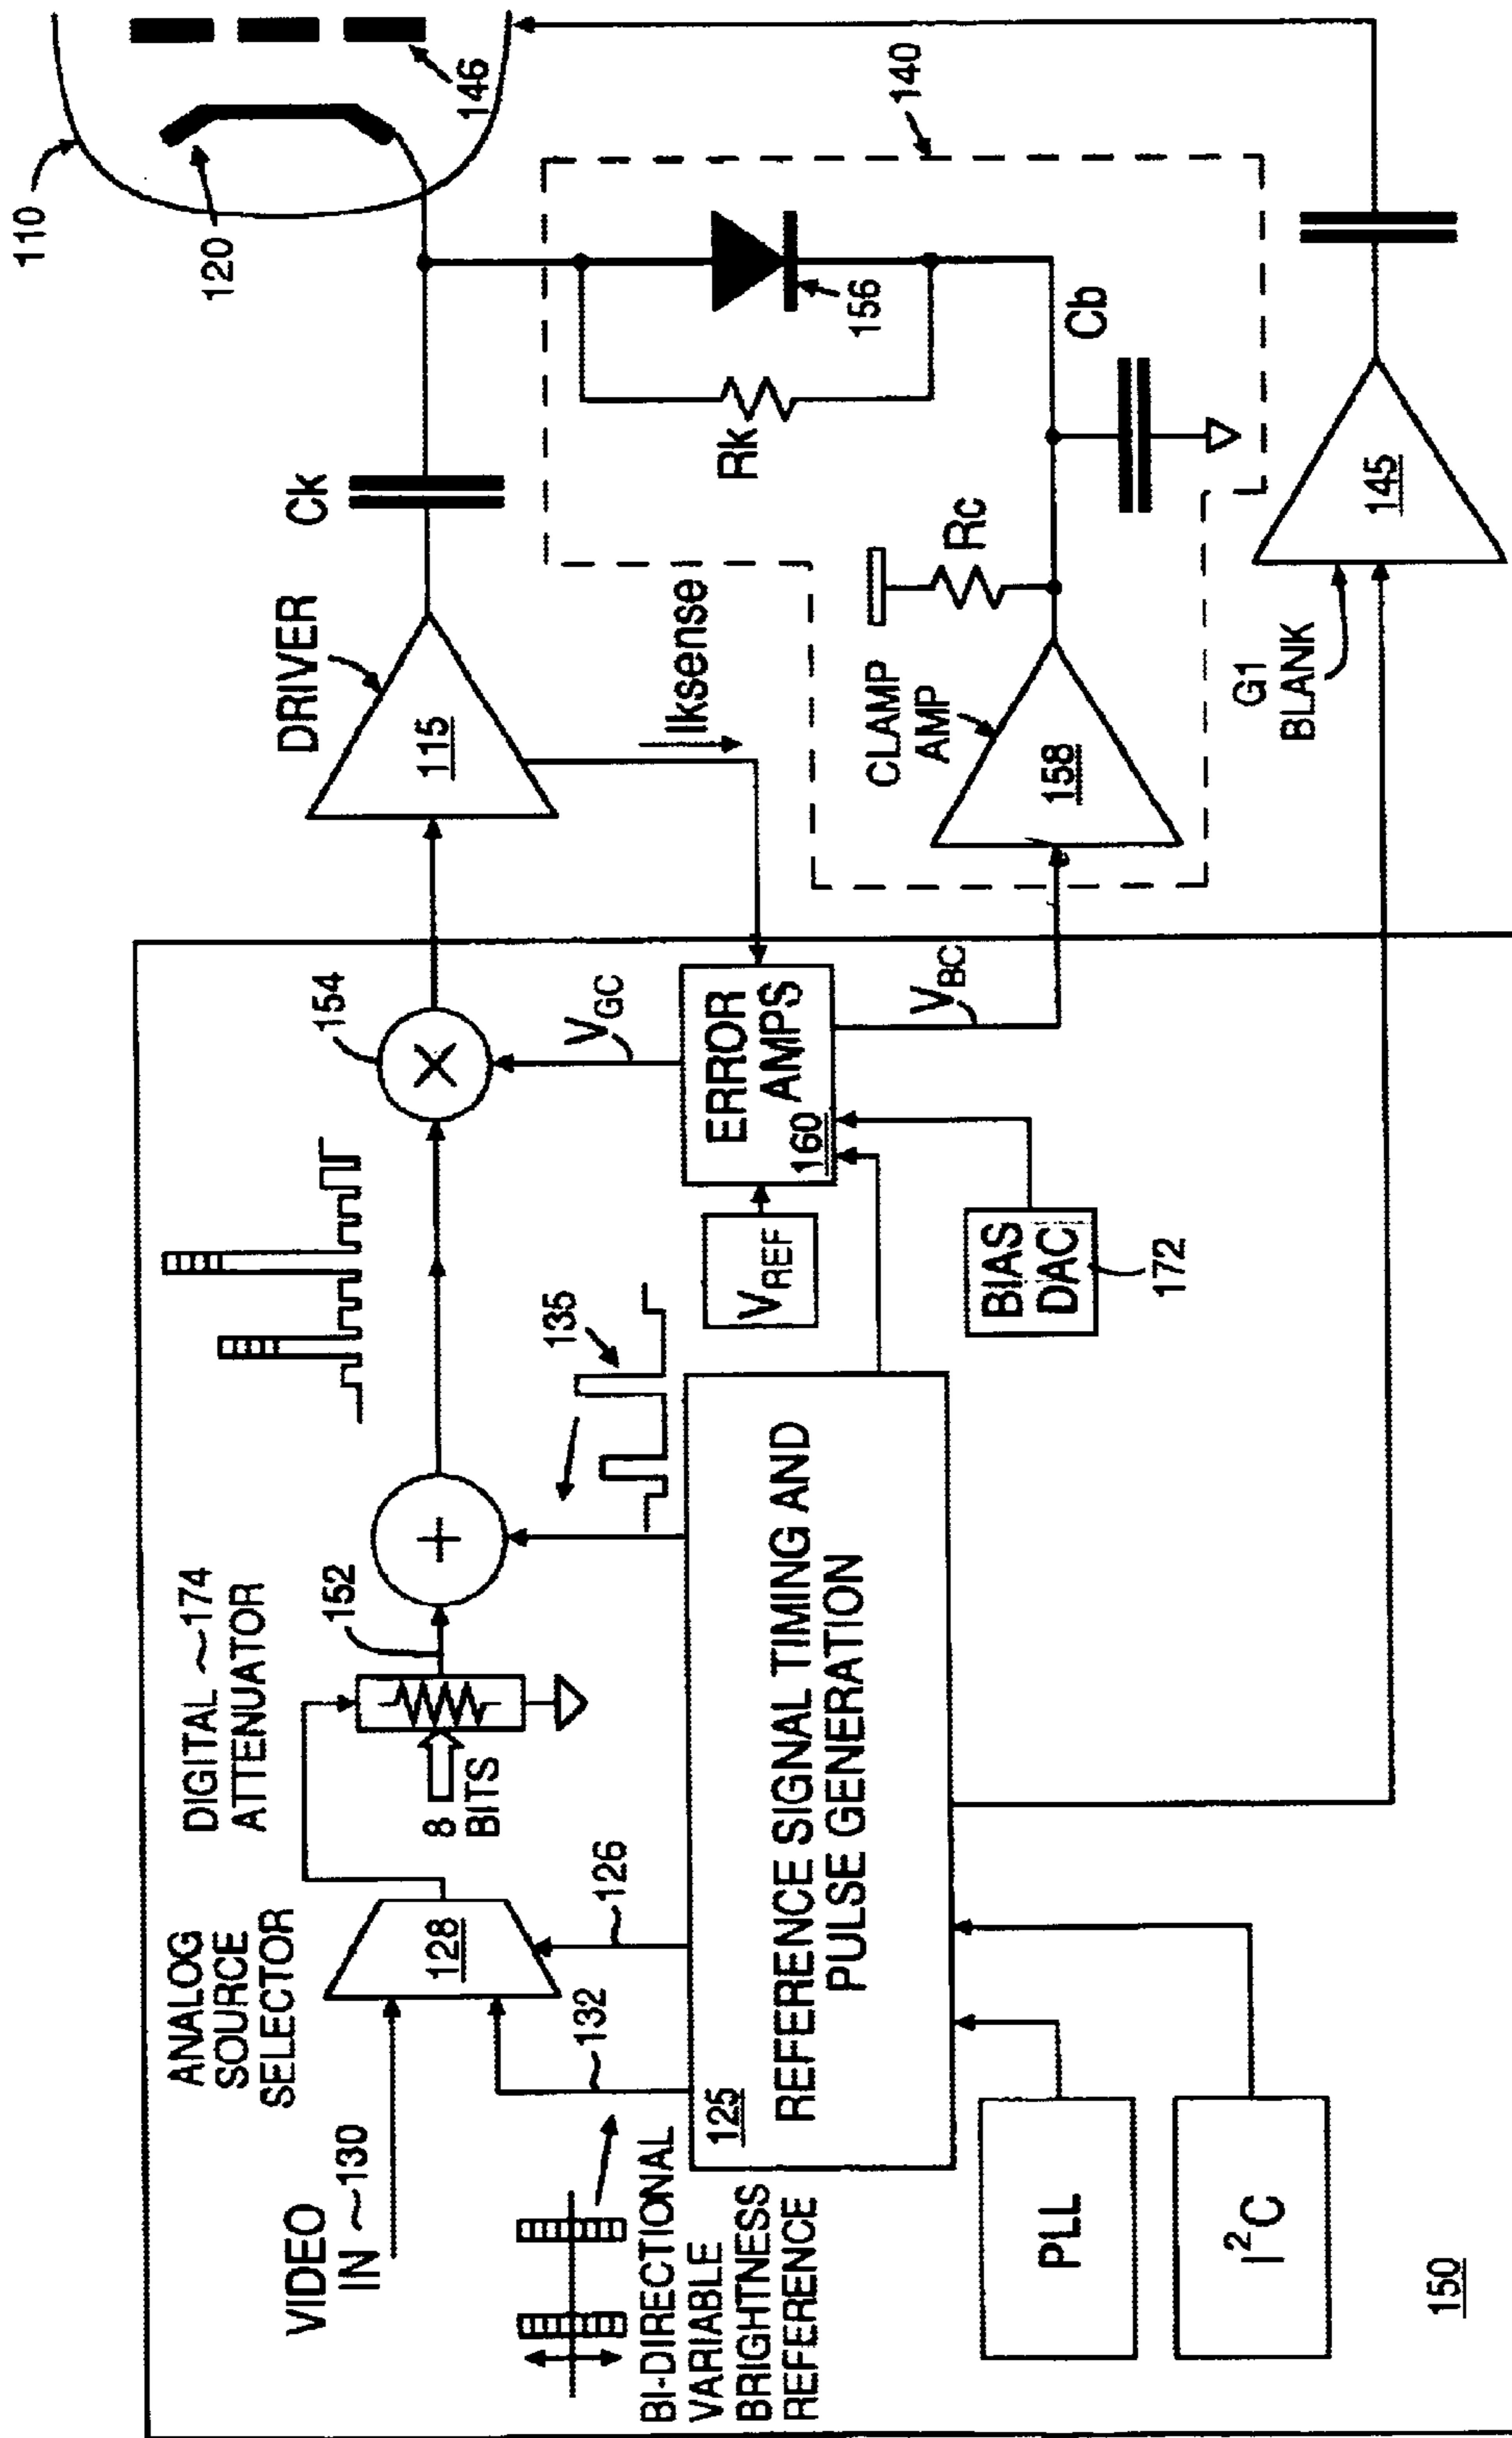 VIDEO
IN ~130
ANALOG
SOURCE
SELECTOR
128
DIGITAL ~174
ATTENUATOR
8
BITS
152
+
154
×
DRIVER
115
Ck
110
120
146
126
132
135
BI-DIRECTIONAL
VARIABLE
BRIGHTNESS
REFERENCE
125
REFERENCE SIGNAL TIMING AND
PULSE GENERATION
VREF
VGC
ERROR
AMPS
160
VBC
Iksense
CLAMP
AMP
158
Rc
Rk
156
Cb
140
BIAS
DAC
172
PLL
I²C
G1
BLANK
145
150